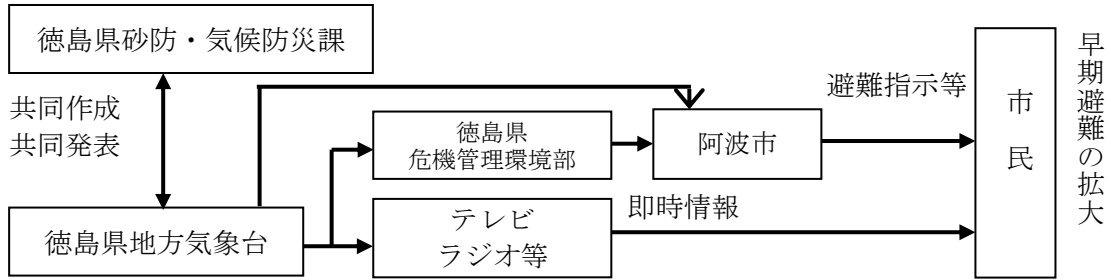 徳島県砂防・気候防災課
共同作成
共同発表
徳島県地方気象台
徳島県
危機管理環境部
テレビ
ラジオ等
阿波市
避難指示等
即時情報
市民
早期避難の拡大